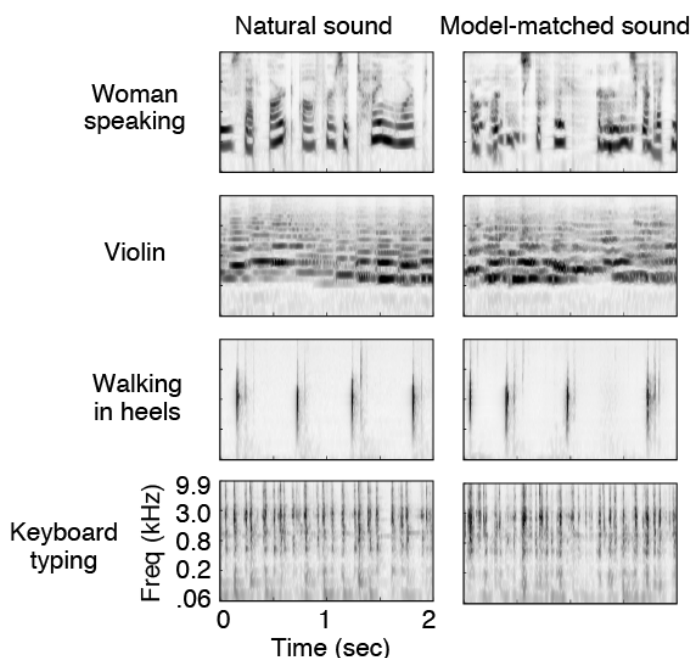 Natural sound
Model-matched sound
Woman
speaking
Violin
Walking
in heels
Keyboard
typing
Freq (kHz)
9.9
3.0
0.8
0.2
.06
0
1
2
Time (sec)